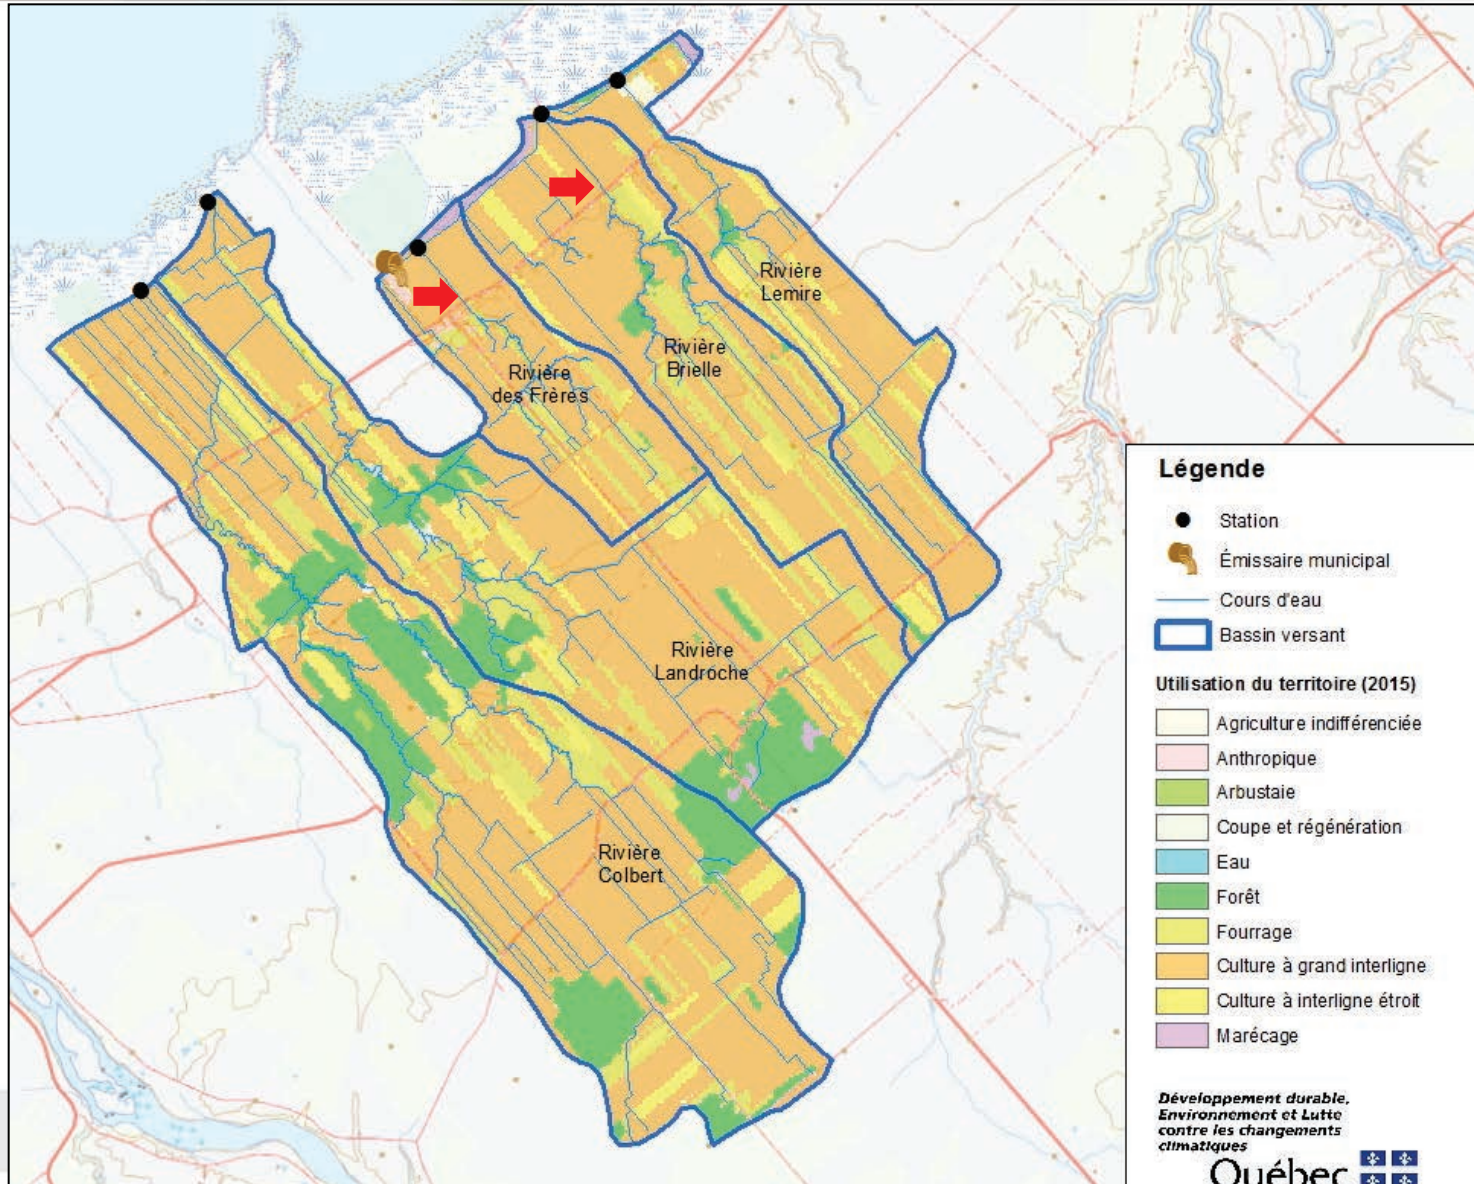 Rivière
Lemire
Rivière
Brielle
Rivière
des Frères
Rivière
Landroche
Rivière
Colbert
Légende
Station
Émissaire municipal
Cours d'eau
Bassin versant
Utilisation du territoire (2015)
Agriculture indifférenciée
Anthropique
Arbustaie
Coupe et régénération
Eau
Forêt
Fourrage
Culture à grand interligne
Culture à interligne étroit
Marécage
Développement durable,
Environnement et Lutte
contre les changements
climatiques
Québec